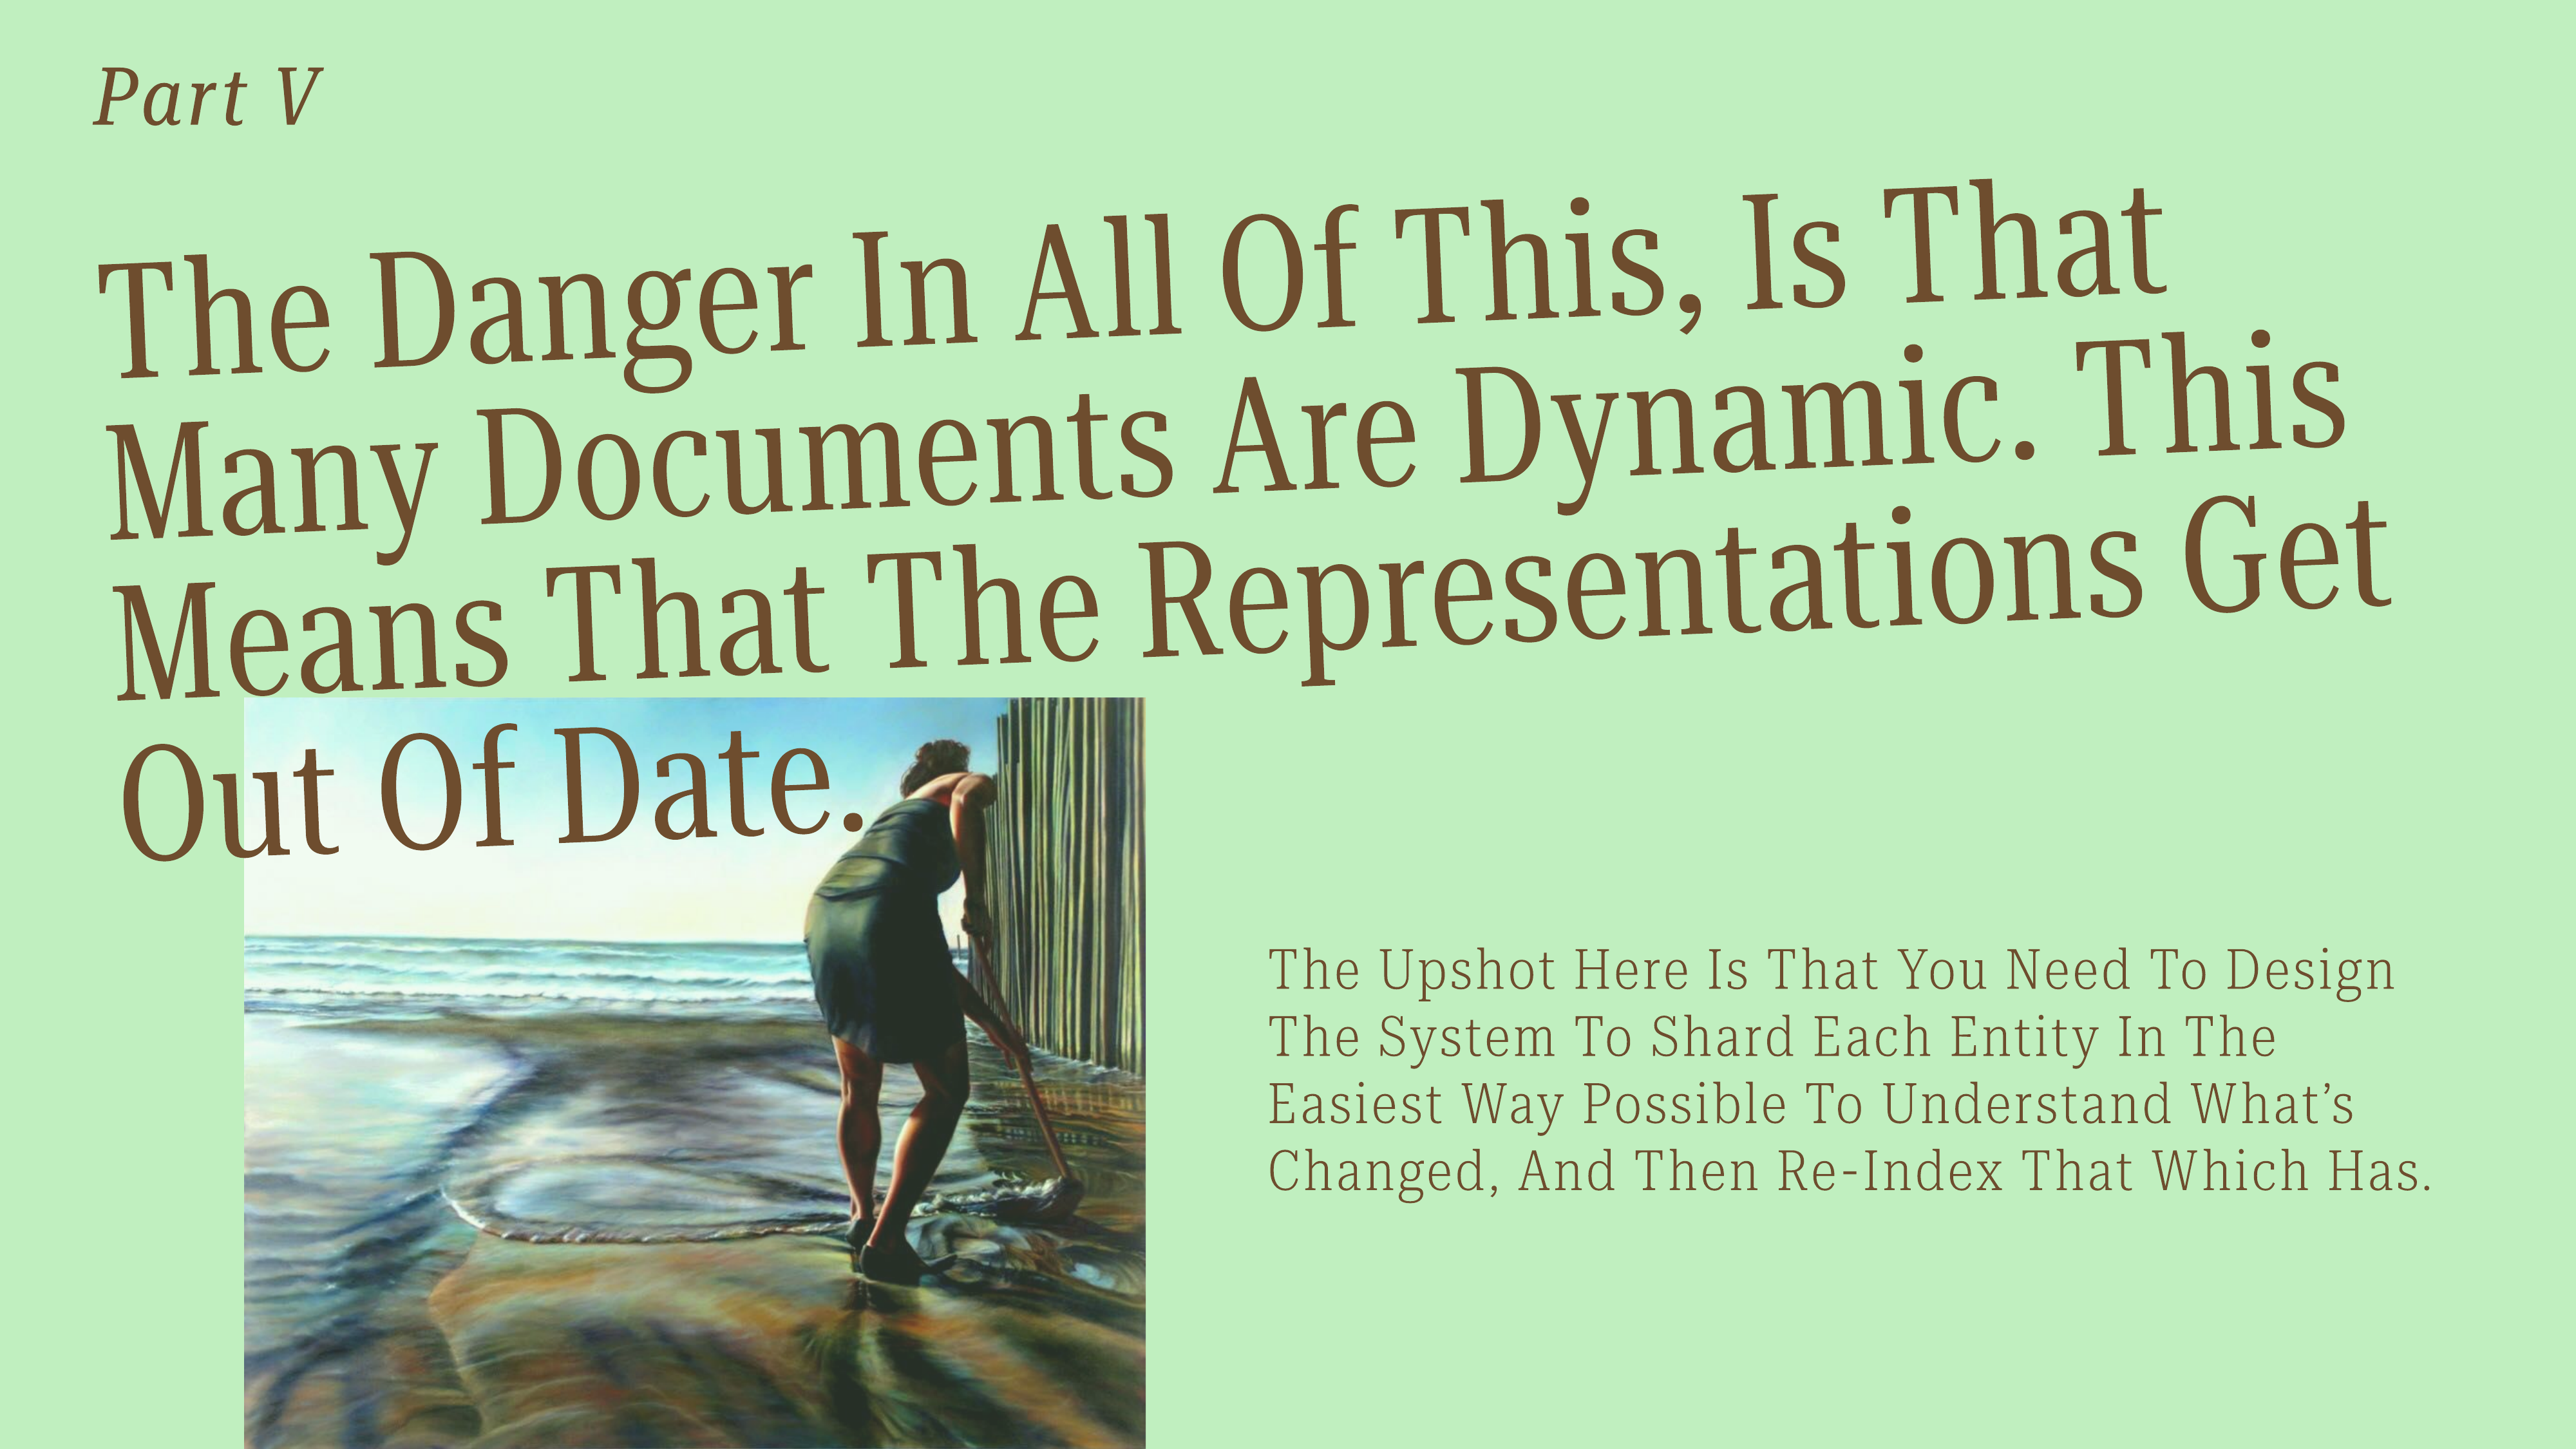 Part V
The Danger In All Of This, Is That
Many Documents Are Dynamic. This
Means That The Representations Get
Out Of Date.
The Upshot Here Is That You Need To Design
The System To Shard Each Entity In The
Easiest Way Possible To Understand What’s
Changed, And Then Re-Index That Which Has.